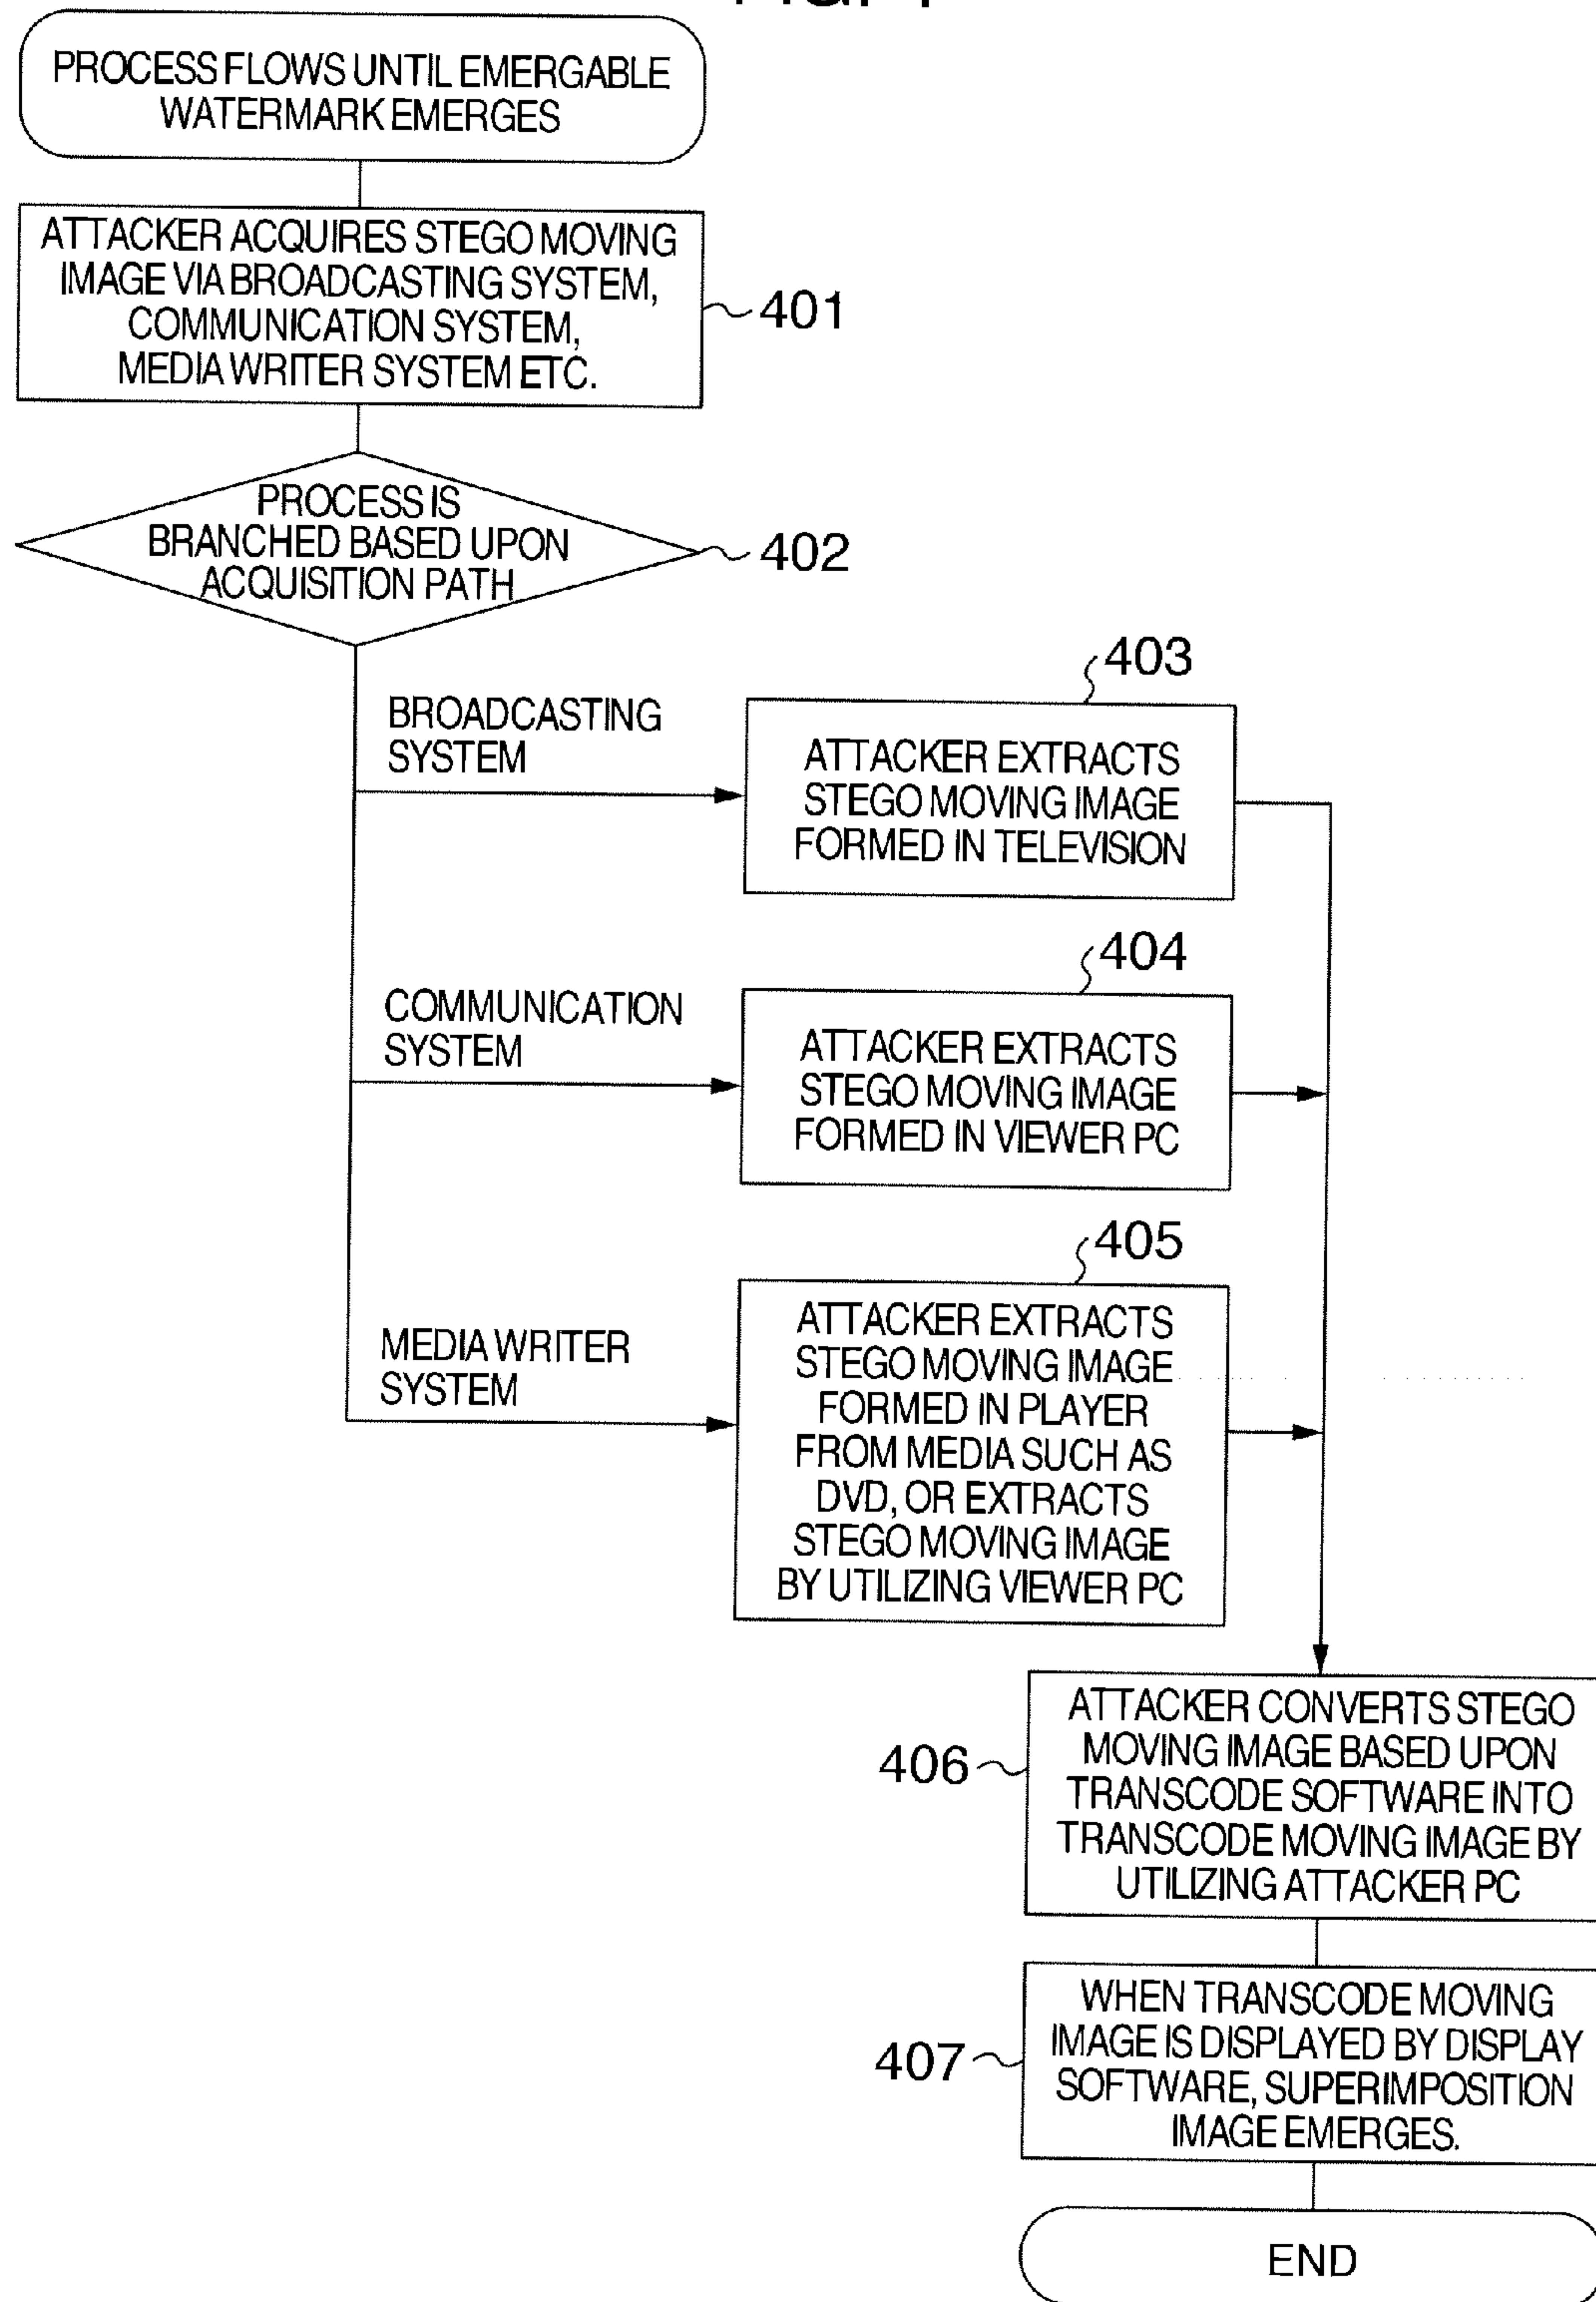 PROCESS FLOWS UNTIL EMERGABLE
WATERMARK EMERGES
ATTACKER ACQUIRES STEGO MOVING
IMAGE VIA BROADCASTING SYSTEM,
COMMUNICATION SYSTEM,
MEDIA WRITER SYSTEM ETC.
401
PROCESS IS
BRANCHED BASED UPON
ACQUISITION PATH
402
BROADCASTING
SYSTEM
403
ATTACKER EXTRACTS
STEGO MOVING IMAGE
FORMED IN TELEVISION
COMMUNICATION
SYSTEM
404
ATTACKER EXTRACTS
STEGO MOVING IMAGE
FORMED IN VIEWER PC
MEDIA WRITER
SYSTEM
405
ATTACKER EXTRACTS
STEGO MOVING IMAGE
FORMED IN PLAYER
FROM MEDIA SUCH AS
DVD, OR EXTRACTS
STEGO MOVING IMAGE
BY UTILIZING VIEWER PC
406
ATTACKER CONVERTS STEGO
MOVING IMAGE BASED UPON
TRANSCODE SOFTWARE INTO
TRANSCODE MOVING IMAGE BY
UTILIZING ATTACKER PC
407
WHEN TRANSCODE MOVING
IMAGE IS DISPLAYED BY DISPLAY
SOFTWARE, SUPERIMPOSITION
IMAGE EMERGES.
END